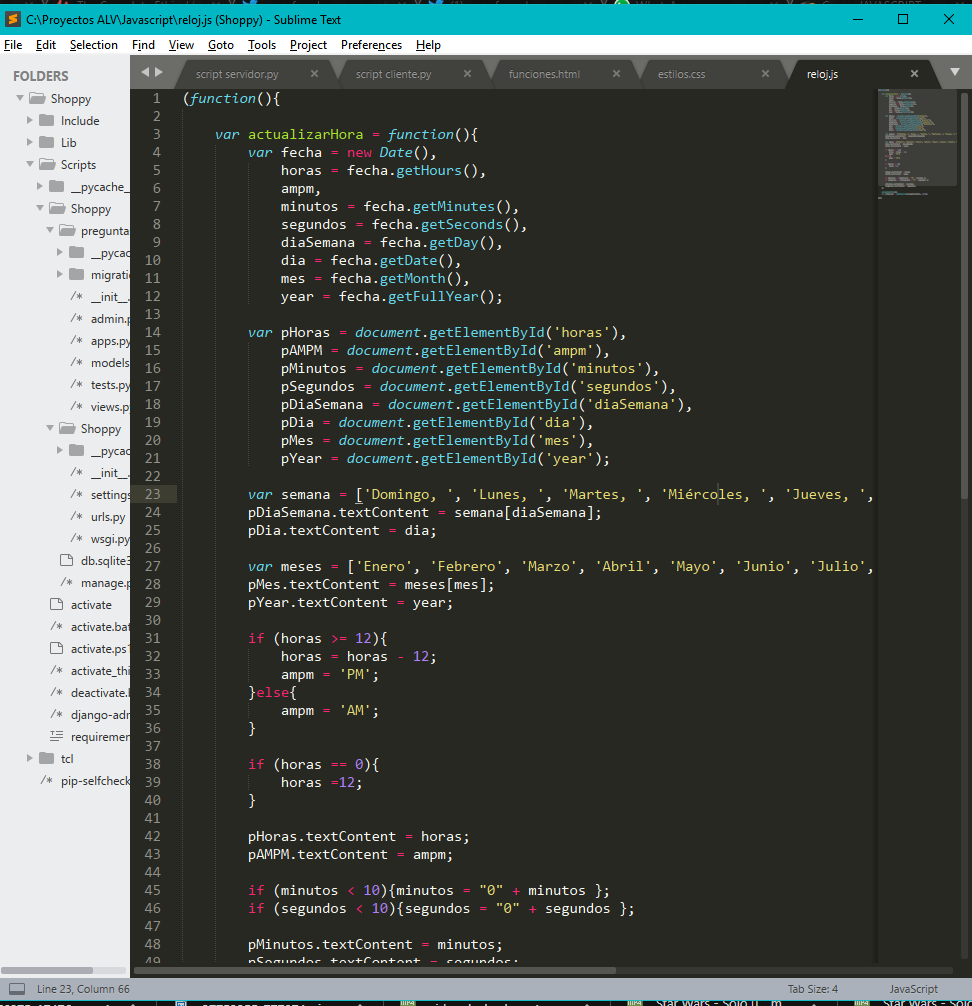 C:\Proyectos ALV\Javascript\reloj.js (Shoppy) - Sublime Text
File Edit Selection Find View Goto Tools Project Preferences Help
FOLDERS
Shoppy
Include
Lib
Scripts
__pycache_
Shoppy
pregunta
__pycac
migratio
/* __init__.
/* admin.p
/* apps.py
/* models
/* tests.py
/* views.p
Shoppy
__pycac
/* __init__.
/* settings
/* urls.py
/* wsgi.py
db.sqlite3
/* manage.p
activate
/* activate.bat
activate.ps1
/* activate_thi
/* deactivate.
/* django-adm
requiremen
tcl
/* pip-selfcheck
script servidor.py × script cliente.py × funciones.html × estilos.css × reloj.js ×
1 (function(){
2
3 var actualizarHora = function(){
4 var fecha = new Date(),
5 horas = fecha.getHours(),
6 ampm,
7 minutos = fecha.getMinutes(),
8 segundos = fecha.getSeconds(),
9 diaSemana = fecha.getDay(),
10 dia = fecha.getDate(),
11 mes = fecha.getMonth(),
12 year = fecha.getFullYear();
13
14 var pHoras = document.getElementById('horas'),
15 pAMPM = document.getElementById('ampm'),
16 pMinutos = document.getElementById('minutos'),
17 pSegundos = document.getElementById('segundos'),
18 pDiaSemana = document.getElementById('diaSemana'),
19 pDia = document.getElementById('dia'),
20 pMes = document.getElementById('mes'),
21 pYear = document.getElementById('year');
22
23 var semana = ['Domingo, ', 'Lunes, ', 'Martes, ', 'Miércoles, ', 'Jueves, ',
24 pDiaSemana.textContent = semana[diaSemana];
25 pDia.textContent = dia;
26
27 var meses = ['Enero', 'Febrero', 'Marzo', 'Abril', 'Mayo', 'Junio', 'Julio',
28 pMes.textContent = meses[mes];
29 pYear.textContent = year;
30
31 if (horas >= 12){
32 horas = horas - 12;
33 ampm = 'PM';
34 }else{
35 ampm = 'AM';
36 }
37
38 if (horas == 0){
39 horas =12;
40 }
41
42 pHoras.textContent = horas;
43 pAMPM.textContent = ampm;
44
45 if (minutos < 10){minutos = "0" + minutos };
46 if (segundos < 10){segundos = "0" + segundos };
47
48 pMinutos.textContent = minutos;
49 pSegundos.textContent = segundos;
Line 23, Column 66 Tab Size: 4 JavaScript